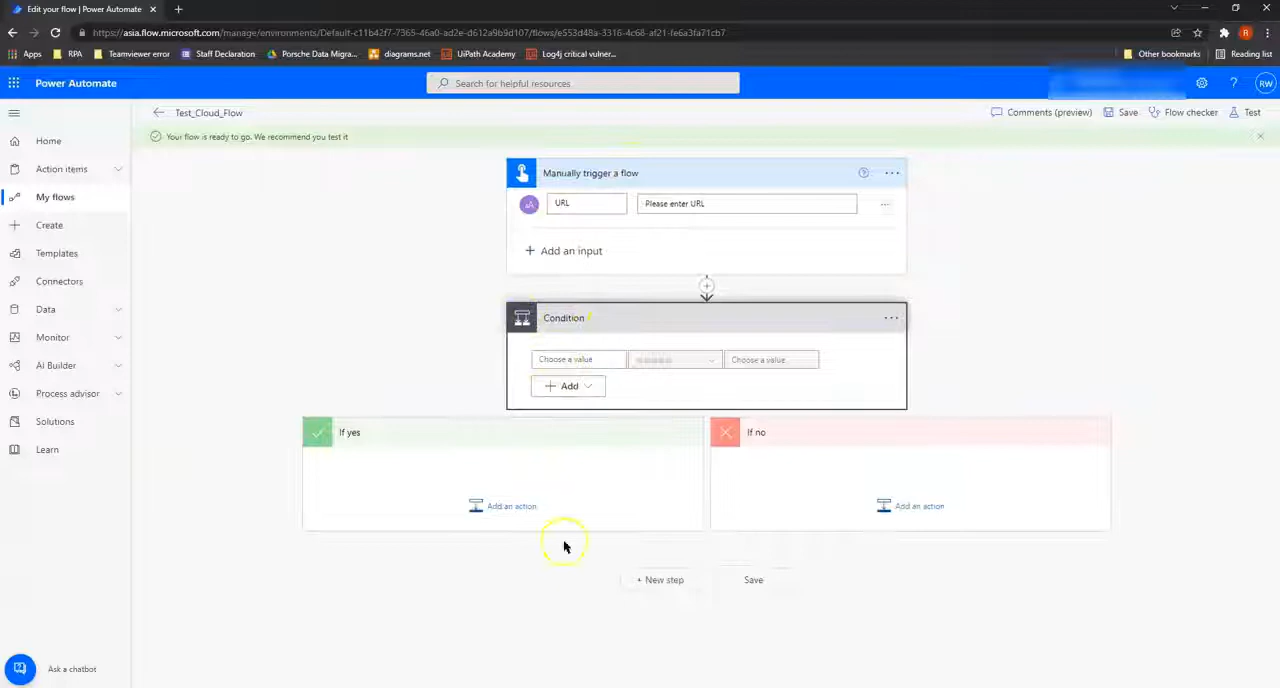 Edit your flow | Power Automate
https://asia.flow.microsoft.com/manage/environments/Default-c11b42f7-7365-46a0-ad2e-d612a9b9d107/flows/e553d48a-3316-4c68-af21-fe6a3fa71cb7
R
Apps RPA Teamviewer error Staff Declaration Porsche Data Migra... diagrams.net UiPath Academy Log4j critical vulner... Other bookmarks Reading list
Power Automate
Search for helpful resources
? RW
Test_Cloud_Flow
Comments (preview) Save Flow checker Test
Your flow is ready to go. We recommend you test it
Home
Action items
My flows
Create
Templates
Connectors
Data
Monitor
AI Builder
Process advisor
Solutions
Learn
Ask a chatbot
Manually trigger a flow
URL Please enter URL
+ Add an input
Condition
Choose a value Choose a value
+ Add
If yes
Add an action
If no
Add an action
+ New step Save